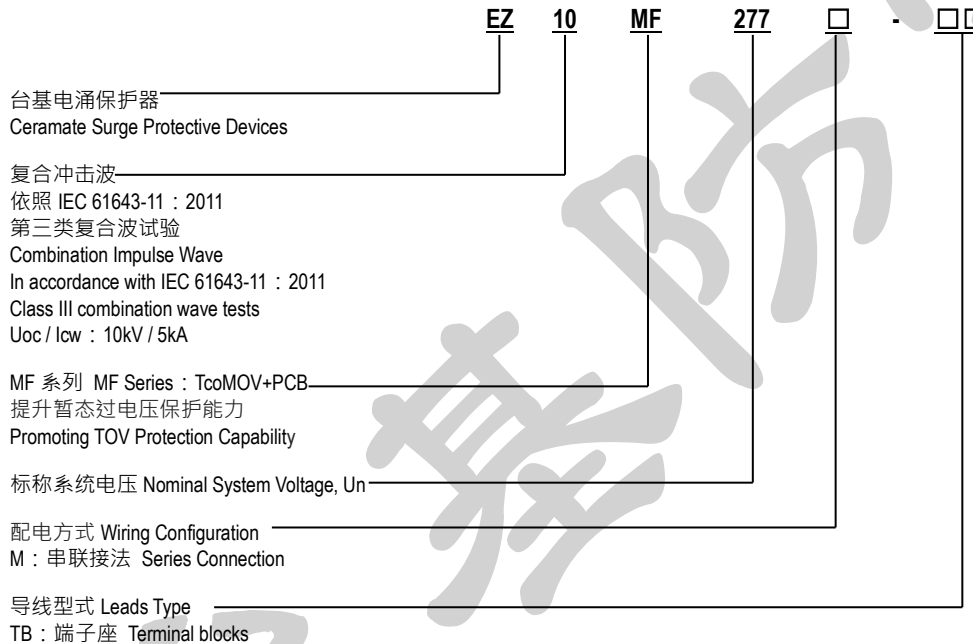 EZ 10 MF 277 □ - □□
台基电涌保护器
Ceramate Surge Protective Devices
复合冲击波
依照 IEC 61643-11：2011
第三类复合波试验
Combination Impulse Wave
In accordance with IEC 61643-11：2011
Class III combination wave tests
Uoc / Icw：10kV / 5kA
MF 系列 MF Series：TcoMOV+PCB
提升暂态过电压保护能力
Promoting TOV Protection Capability
标称系统电压 Nominal System Voltage, Un
配电方式 Wiring Configuration
M：串联接法 Series Connection
导线型式 Leads Type
TB：端子座 Terminal blocks
基防